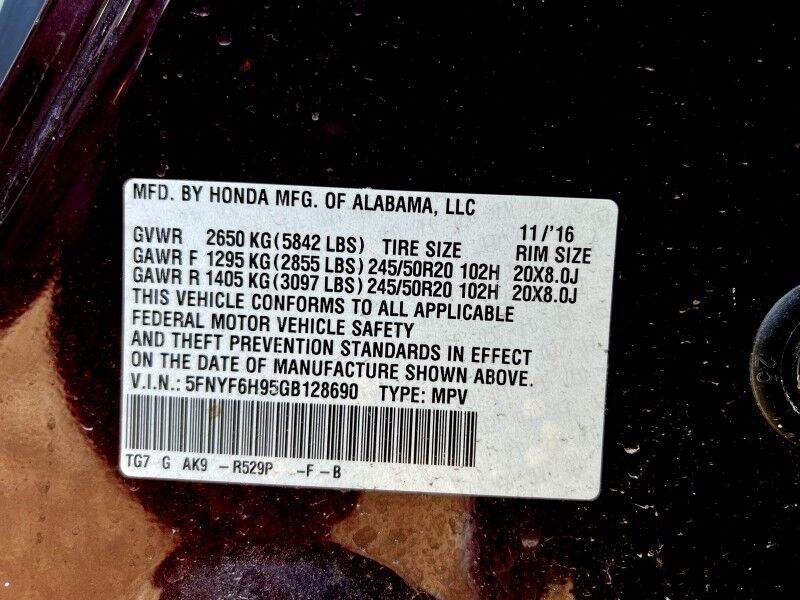 MFD. BY HONDA MFG. OF ALABAMA, LLC
11/'16
GVWR 2650 KG (5842 LBS) TIRE SIZE RIM SIZE
GAWR F 1295 KG (2855 LBS) 245/50R20 102H 20X8.0J
GAWR R 1405 KG (3097 LBS) 245/50R20 102H 20X8.0J
THIS VEHICLE CONFORMS TO ALL APPLICABLE
FEDERAL MOTOR VEHICLE SAFETY
AND THEFT PREVENTION STANDARDS IN EFFECT
ON THE DATE OF MANUFACTURE SHOWN ABOVE.
V.I.N.: 5FNYF6H95GB128690 TYPE: MPV
TG7 G AK9 - R529P -F - B